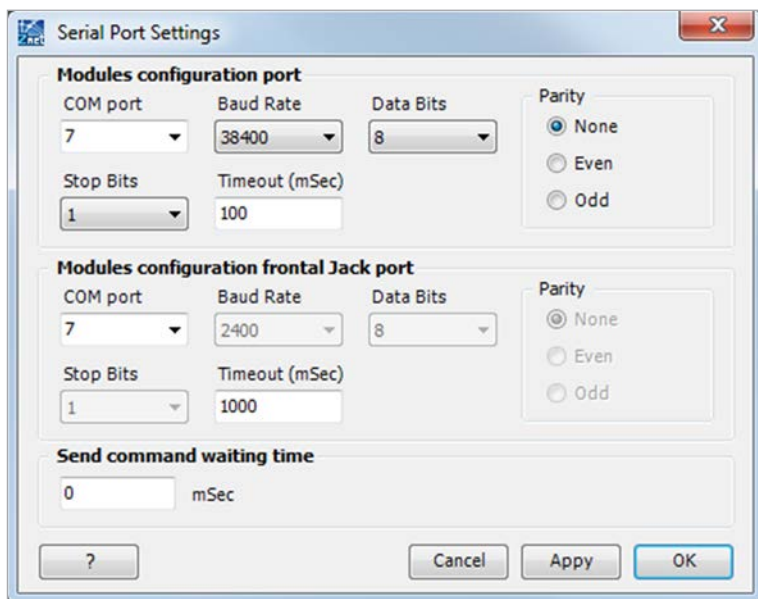 Serial Port Settings
Modules configuration port
COM port Baud Rate Data Bits Parity
7 38400 8 None
Even
Stop Bits Timeout (mSec)
Odd
1 100
Modules configuration frontal Jack port
COM port Baud Rate Data Bits Parity
7 2400 8 None
Even
Stop Bits Timeout (mSec)
Odd
1 1000
Send command waiting time
0 mSec
? Cancel Appy OK